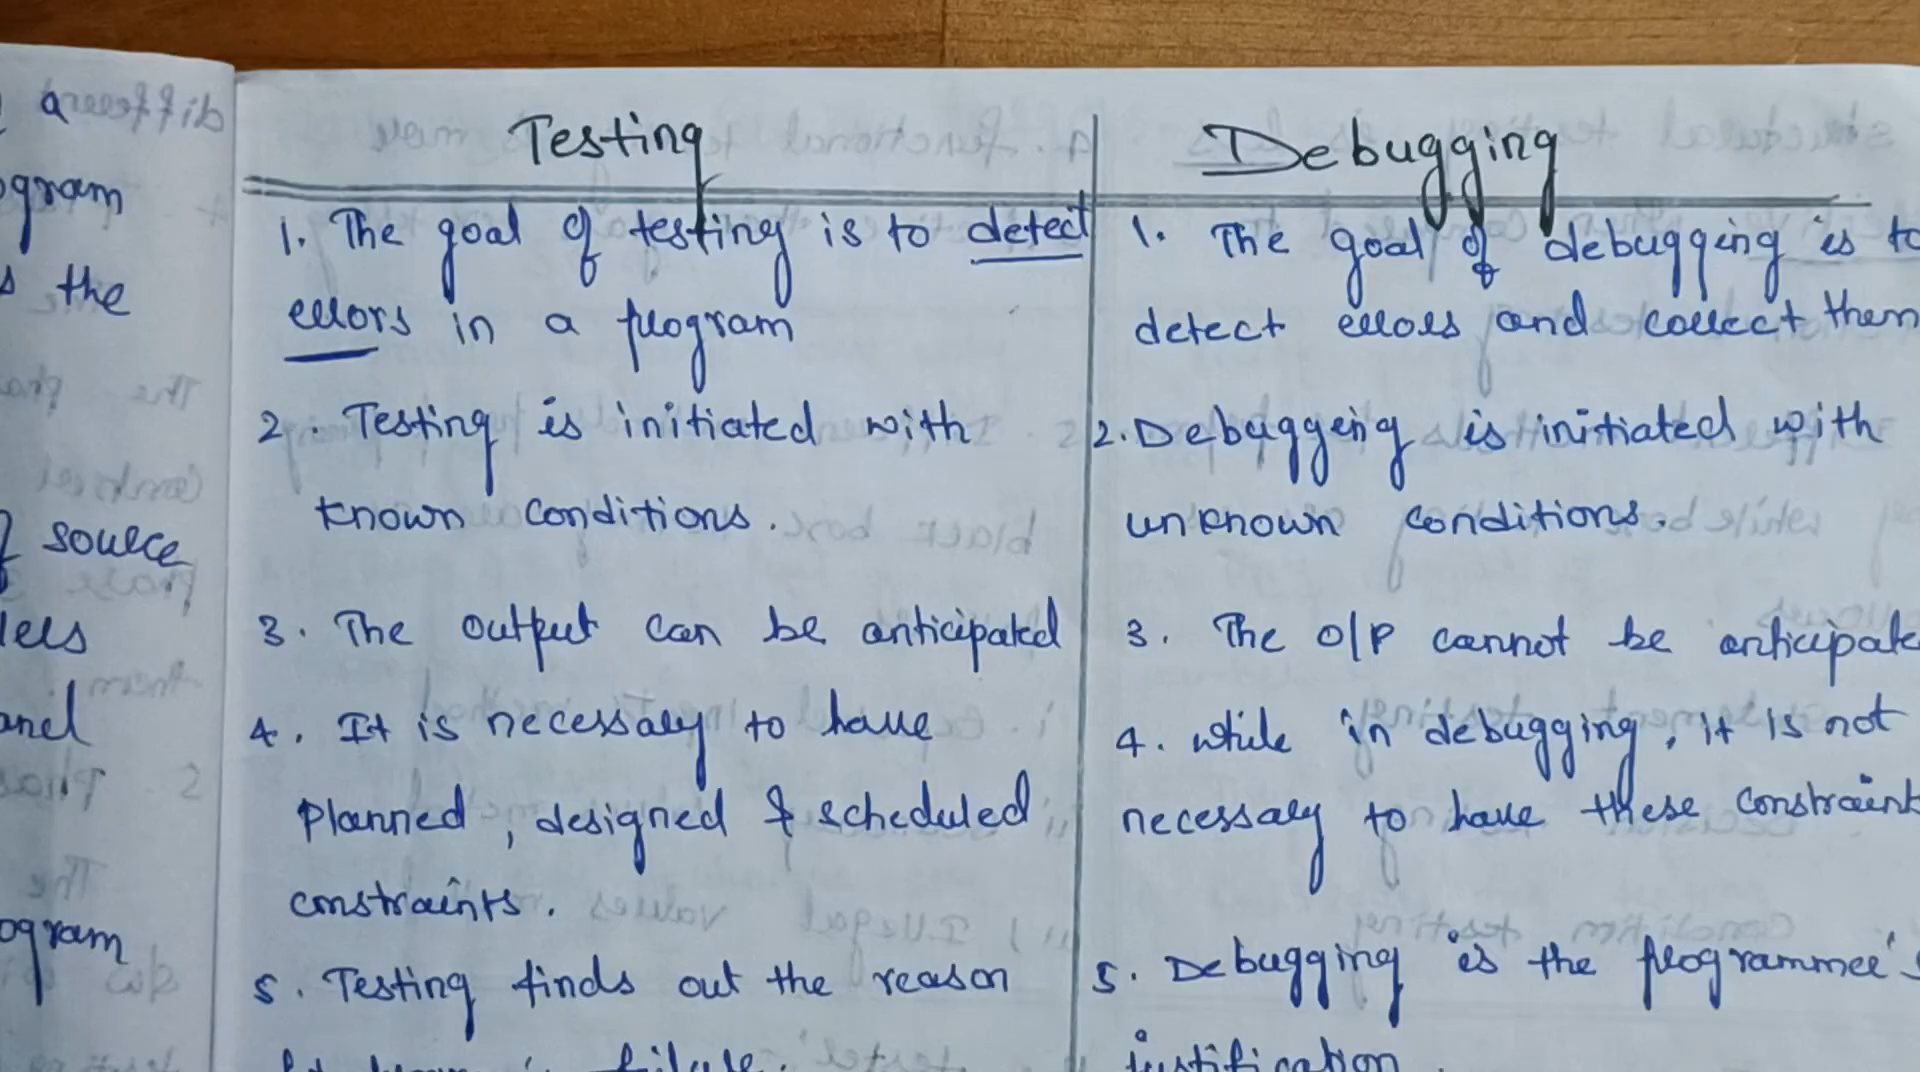 Testing
1. The goal of testing is to detect
errors in a program
2. Testing is initiated with
known conditions.
3. The output can be anticipated
4. It is necessary to have
planned, designed & scheduled
constraints.
5. Testing finds out the reason
Debugging
1. The goal of debugging is to
detect errors and correct them
2. Debugging is initiated with
unknown conditions.
3. The O/P cannot be anticipate
4. while in debugging, it is not
necessary to have these constraint
5. Debugging is the programmer's
justification
gram
the
source
and
ogram